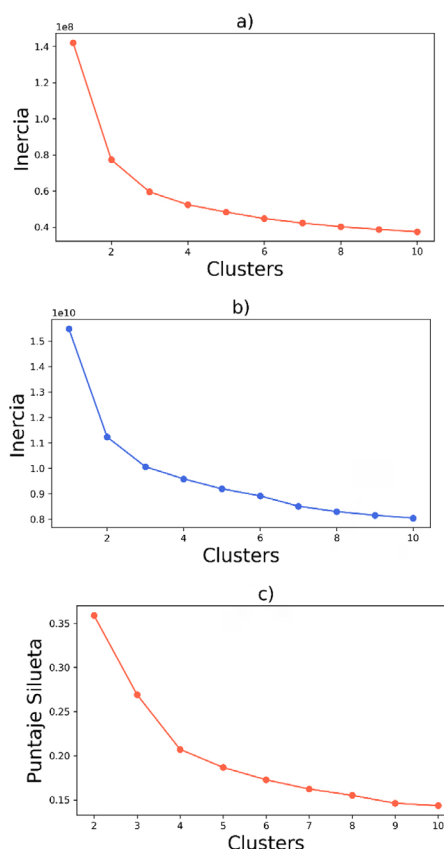 a)
1e8
1.4
1.2
1.0
0.8
0.6
0.4
Inercia
2 4 6 8 10
Clusters
b)
1e10
1.5
1.4
1.3
1.2
1.1
1.0
0.9
0.8
Inercia
2 4 6 8 10
Clusters
c)
0.35
0.30
0.25
0.20
0.15
Puntaje Silueta
2 3 4 5 6 7 8 9 10
Clusters